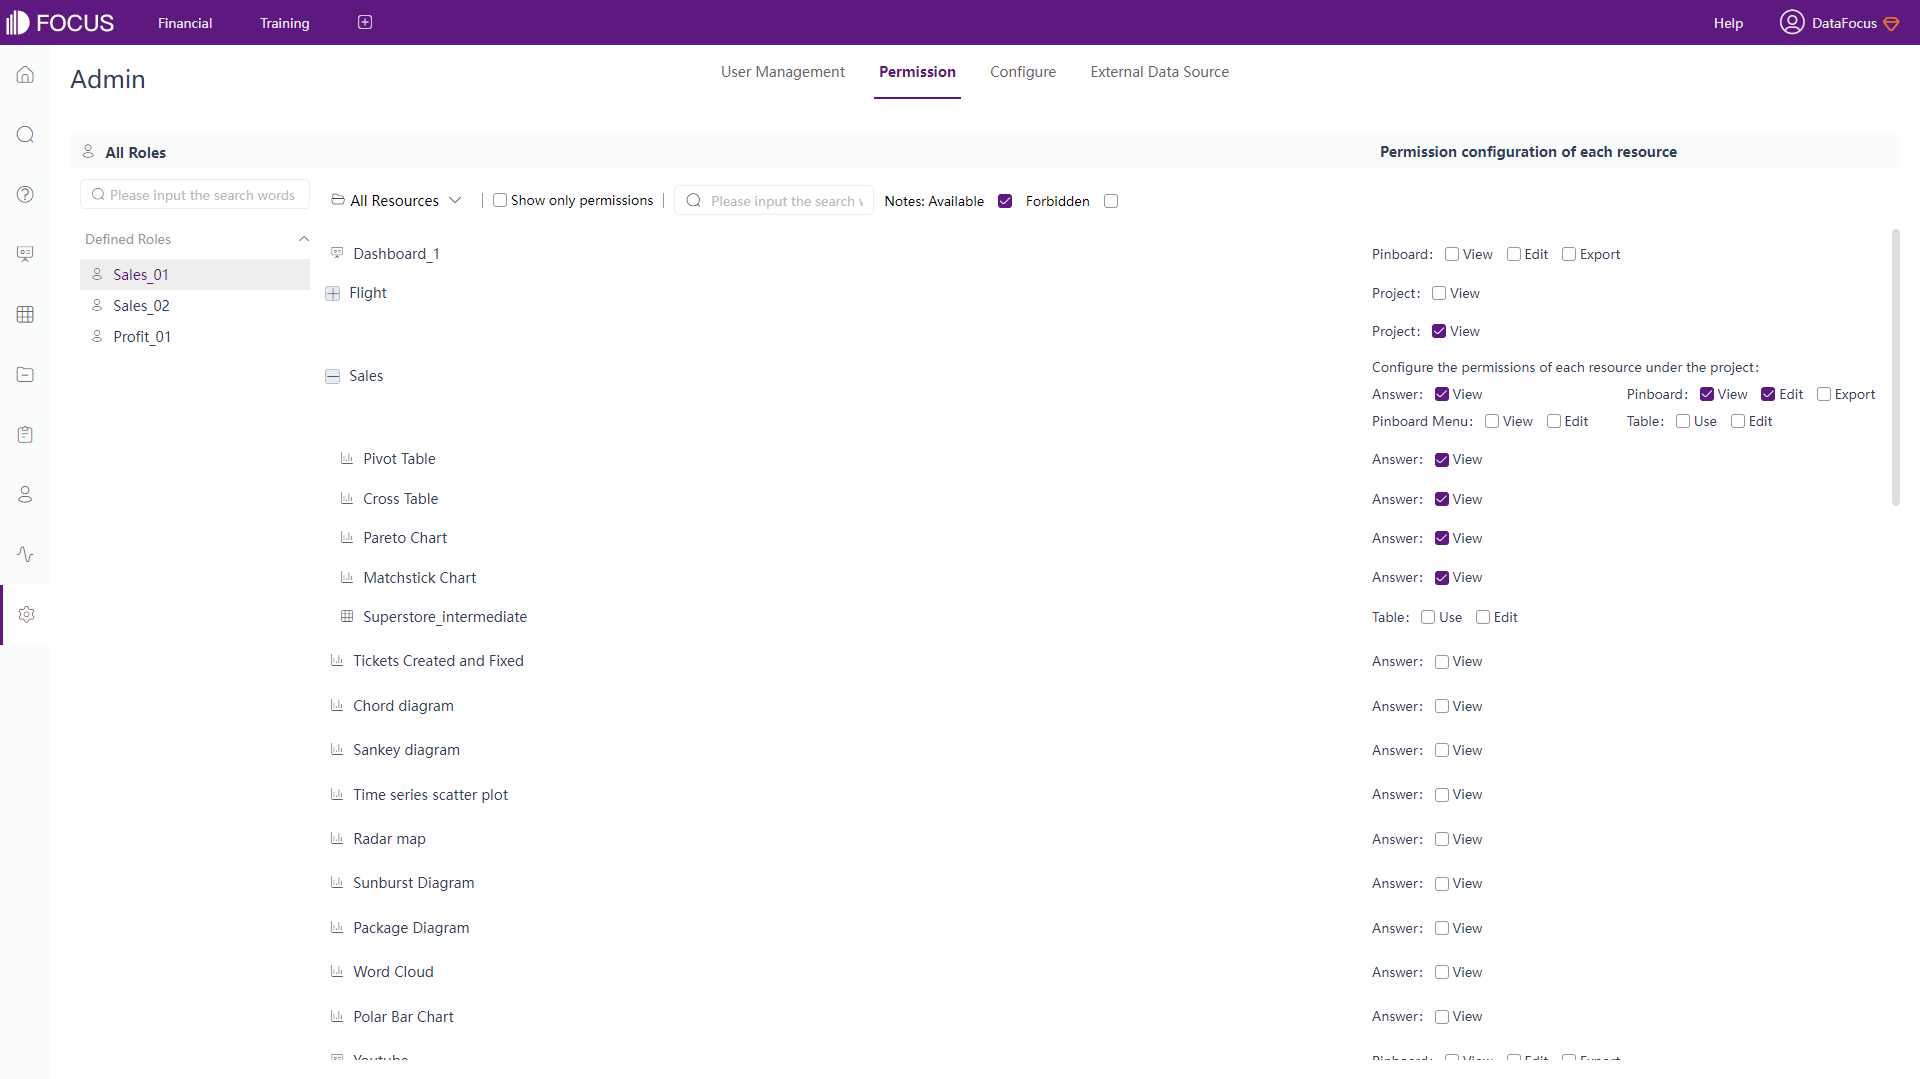 FOCUS Financial Training Help DataFocus
Admin User Management Permission Configure External Data Source
All Roles Permission configuration of each resource
Please input the search words All Resources Show only permissions Please input the search w Notes: Available Forbidden
Defined Roles
Sales_01
Sales_02
Profit_01
Dashboard_1 Pinboard: View Edit Export
Flight Project: View
Project: View
Sales Configure the permissions of each resource under the project:
Answer: View Pinboard: View Edit Export
Pinboard Menu: View Edit Table: Use Edit
Pivot Table Answer: View
Cross Table Answer: View
Pareto Chart Answer: View
Matchstick Chart Answer: View
Superstore_intermediate Table: Use Edit
Tickets Created and Fixed Answer: View
Chord diagram Answer: View
Sankey diagram Answer: View
Time series scatter plot Answer: View
Radar map Answer: View
Sunburst Diagram Answer: View
Package Diagram Answer: View
Word Cloud Answer: View
Polar Bar Chart Answer: View
Youtube Pinboard: View Edit Export